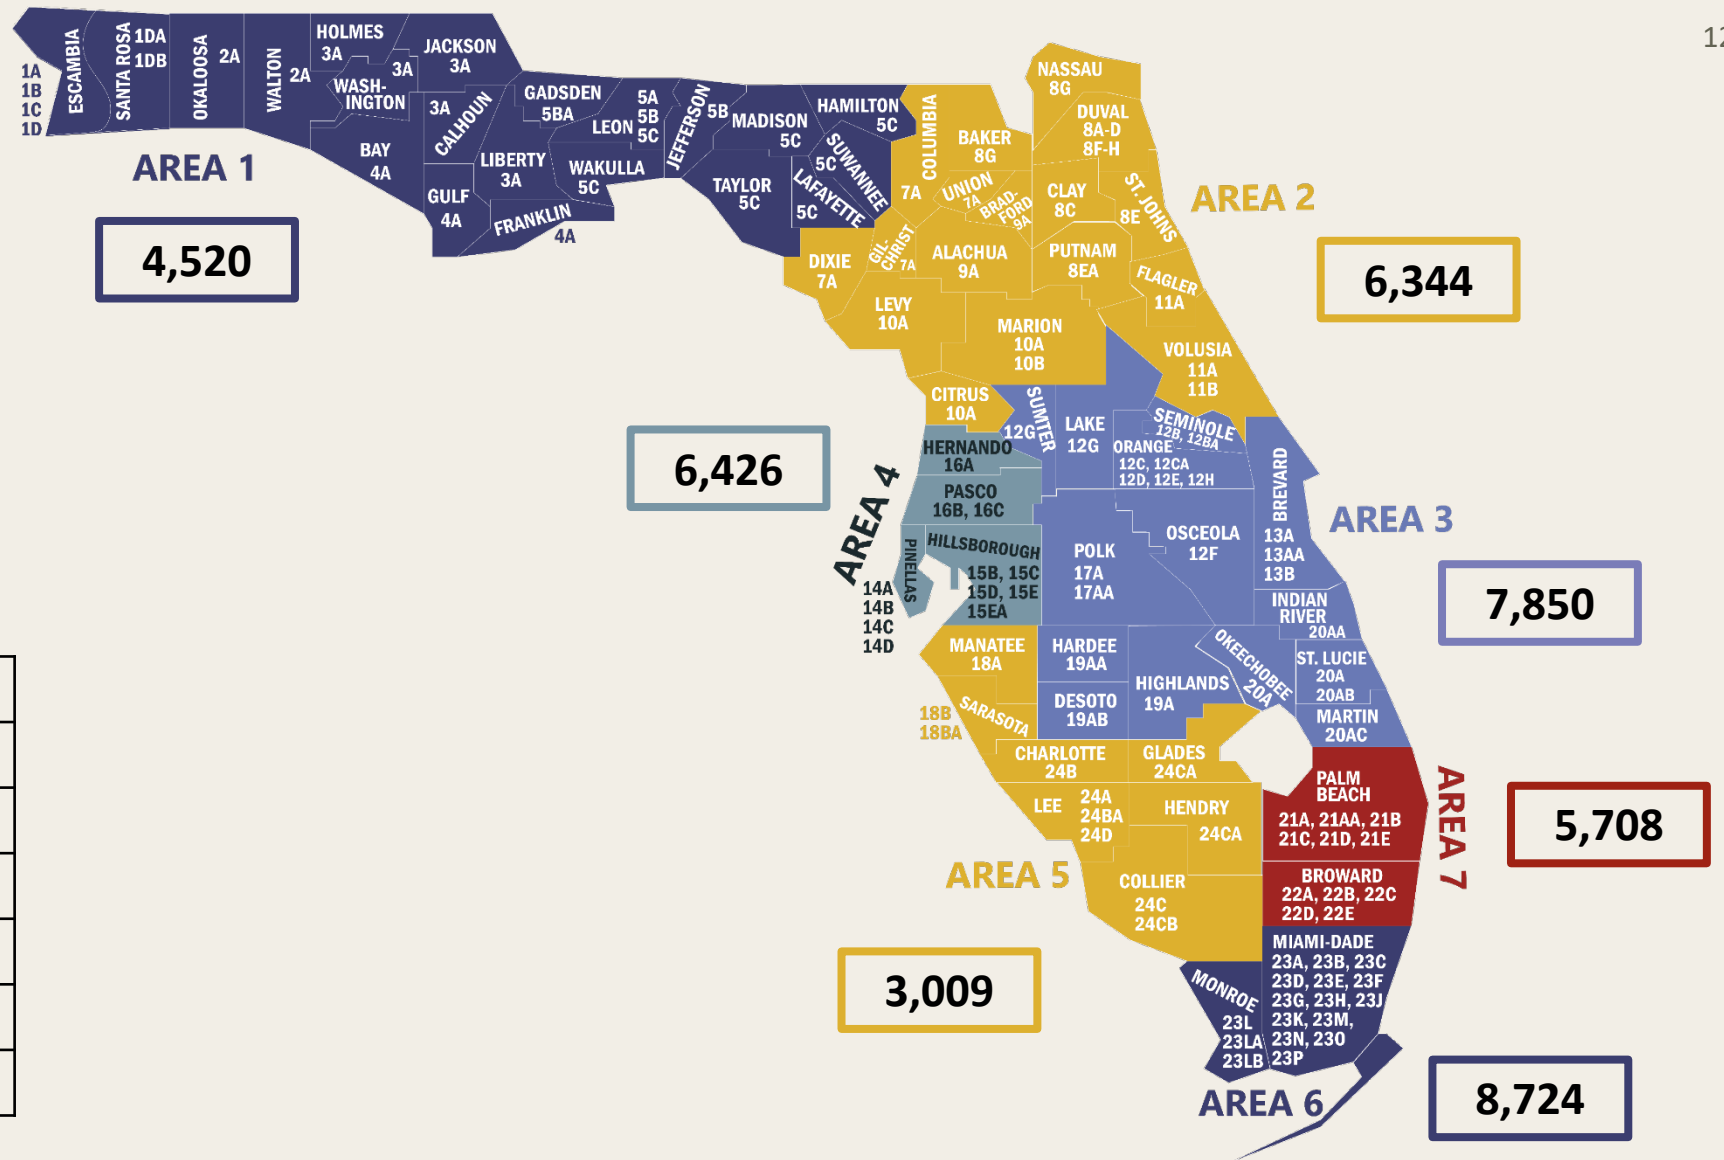 12
ESCAMBIA
1A
1B
1C
1D
SANTA ROSA
1DA
1DB
OKALOOSA
2A
WALTON
2A
HOLMES
3A
WASH-
INGTON
3A
JACKSON
3A
BAY
4A
CALHOUN
3A
GULF
4A
LIBERTY
3A
FRANKLIN
4A
GADSDEN
5BA
LEON
5A
5B
5C
WAKULLA
5C
JEFFERSON
5B
MADISON
5C
TAYLOR
5C
HAMILTON
5C
SUWANNEE
5C
LAFAYETTE
5C
AREA 1
4,520
COLUMBIA
7A
BAKER
8G
NASSAU
8G
DUVAL
8A-D
8F-H
UNION
7A
BRAD-
FORD
9A
CLAY
8C
ST. JOHNS
8E
DIXIE
7A
GIL-
CHRIST
7A
ALACHUA
9A
PUTNAM
8EA
FLAGLER
11A
LEVY
10A
MARION
10A
10B
VOLUSIA
11A
11B
CITRUS
10A
AREA 2
6,344
SUMTER
12G
LAKE
12G
SEMINOLE
12B, 12BA
ORANGE
12C, 12CA
12D, 12E, 12H
BREVARD
13A
13AA
13B
OSCEOLA
12F
POLK
17A
17AA
INDIAN
RIVER
20AA
HARDEE
19AA
DESOTO
19AB
HIGHLANDS
19A
OKEECHOBEE
20A
ST. LUCIE
20A
20AB
MARTIN
20AC
AREA 3
7,850
HERNANDO
16A
PASCO
16B, 16C
PINELLAS
14A
14B
14C
14D
HILLSBOROUGH
15B, 15C
15D, 15E
15EA
AREA 4
6,426
MANATEE
18A
SARASOTA
18B
18BA
CHARLOTTE
24B
GLADES
24CA
LEE
24A
24BA
24D
HENDRY
24CA
COLLIER
24C
24CB
AREA 5
3,009
PALM
BEACH
21A, 21AA, 21B
21C, 21D, 21E
BROWARD
22A, 22B, 22C
22D, 22E
AREA 7
5,708
MIAMI-DADE
23A, 23B, 23C
23D, 23E, 23F
23G, 23H, 23J
23K, 23M,
23N, 23O
23P
MONROE
23L
23LA
23LB
AREA 6
8,724